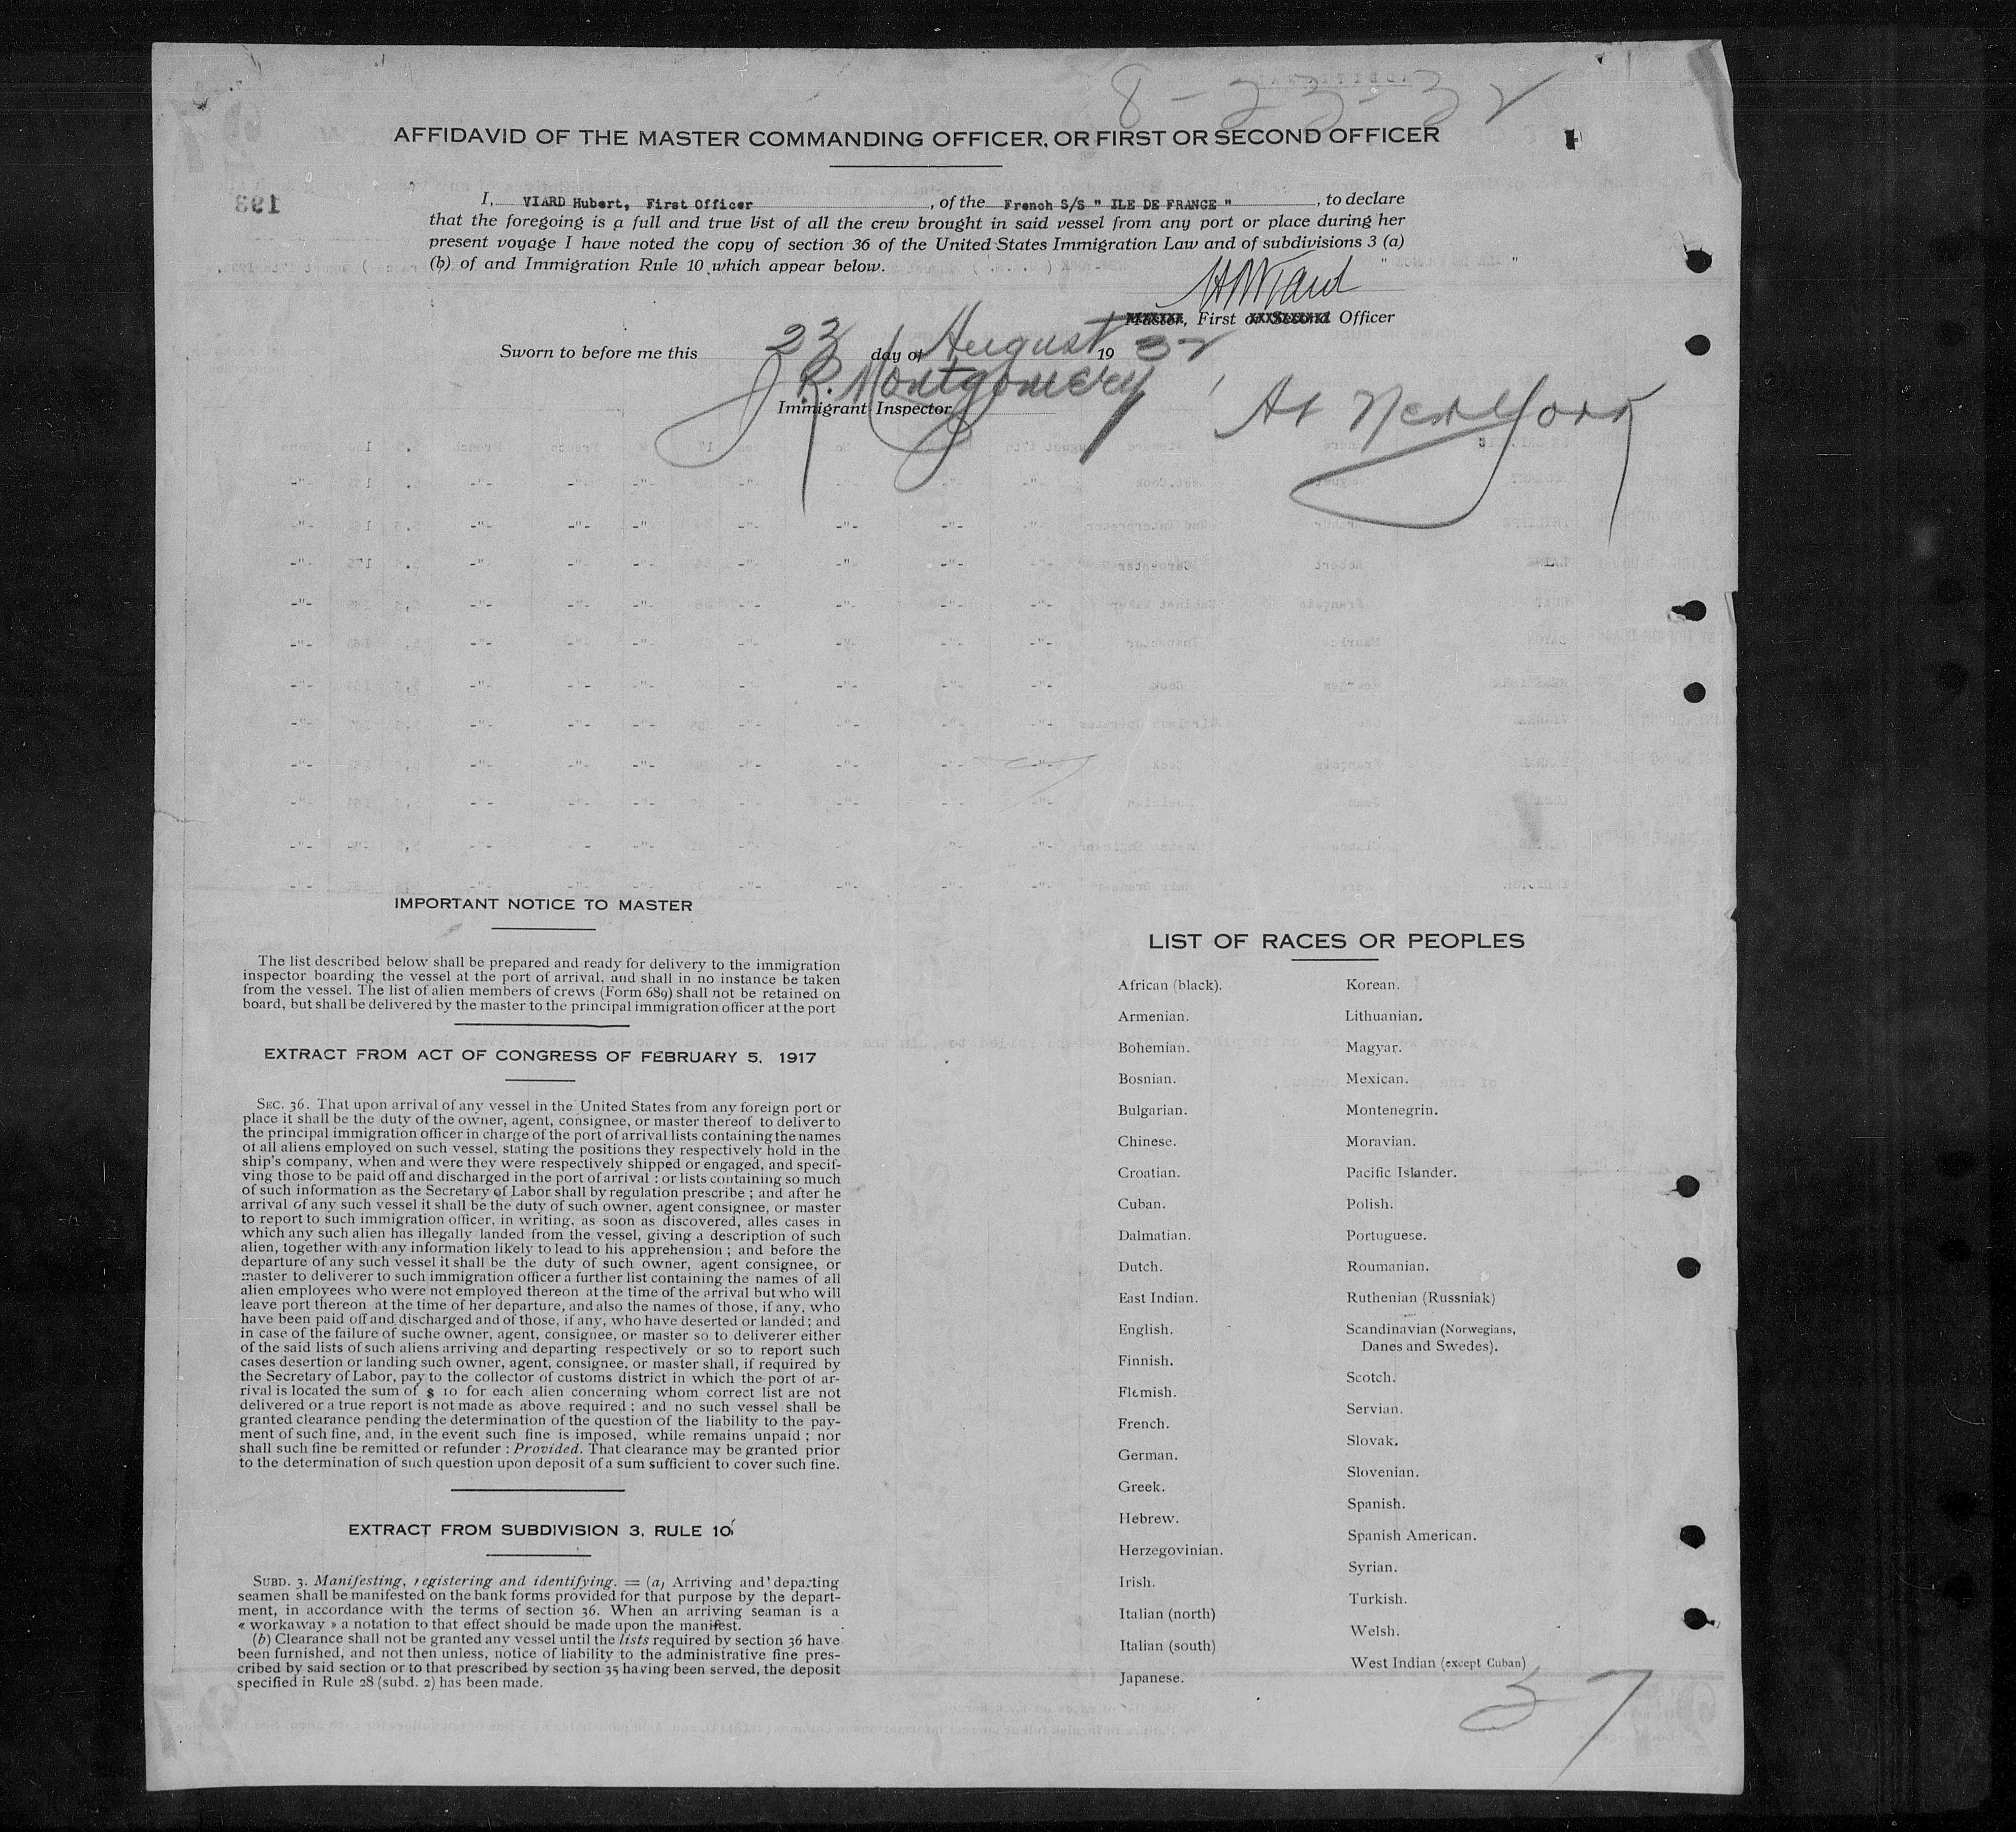 8-23-32
AFFIDAVID OF THE MASTER COMMANDING OFFICER, OR FIRST OR SECOND OFFICER
193
I, VIARD Hubert, First Officer , of the French S/S " ILE DE FRANCE " , to declare
that the foregoing is a full and true list of all the crew brought in said vessel from any port or place during her
present voyage I have noted the copy of section 36 of the United States Immigration Law and of subdivisions 3 (a)
(b) of and Immigration Rule 10 which appear below.
HViard
Master, First or Second Officer
Sworn to before me this 23 day of August 19 32
J.R. Montgomery
Immigrant Inspector
At New York
IMPORTANT NOTICE TO MASTER
The list described below shall be prepared and ready for delivery to the immigration
inspector boarding the vessel at the port of arrival, and shall in no instance be taken
from the vessel. The list of alien members of crews (Form 689) shall not be retained on
board, but shall be delivered by the master to the principal immigration officer at the port
EXTRACT FROM ACT OF CONGRESS OF FEBRUARY 5, 1917
SEC. 36. That upon arrival of any vessel in the United States from any foreign port or
place it shall be the duty of the owner, agent, consignee, or master thereof to deliver to
the principal immigration officer in charge of the port of arrival lists containing the names
of all aliens employed on such vessel, stating the positions they respectively hold in the
ship's company, when and were they were respectively shipped or engaged, and specif-
ving those to be paid off and discharged in the port of arrival : or lists containing so much
of such information as the Secretary of Labor shall by regulation prescribe ; and after he
arrival of any such vessel it shall be the duty of such owner, agent consignee, or master
to report to such immigration officer, in writing, as soon as discovered, alles cases in
which any such alien has illegally landed from the vessel, giving a description of such
alien, together with any information likely to lead to his apprehension ; and before the
departure of any such vessel it shall be the duty of such owner, agent consignee, or
master to deliverer to such immigration officer a further list containing the names of all
alien employees who were not employed thereon at the time of the arrival but who will
leave port thereon at the time of her departure, and also the names of those, if any, who
have been paid off and discharged and of those, if any, who have deserted or landed ; and
in case of the failure of suche owner, agent, consignee, or master so to deliverer either
of the said lists of such aliens arriving and departing respectively or so to report such
cases desertion or landing such owner, agent, consignee, or master shall, if required by
the Secretary of Labor, pay to the collector of customs district in which the port of ar-
rival is located the sum of $ 10 for each alien concerning whom correct list are not
delivered or a true report is not made as above required ; and no such vessel shall be
granted clearance pending the determination of the question of the liability to the pay-
ment of such fine, and, in the event such fine is imposed, while remains unpaid ; nor
shall such fine be remitted or refunder : Provided. That clearance may be granted prior
to the determination of such question upon deposit of a sum sufficient to cover such fine.
EXTRACT FROM SUBDIVISION 3, RULE 10
SUBD. 3. Manifesting, registering and identifying. = (a) Arriving and departing
seamen shall be manifested on the bank forms provided for that purpose by the depart-
ment, in accordance with the terms of section 36. When an arriving seaman is a
« workaway » a notation to that effect should be made upon the manifest.
(b) Clearance shall not be granted any vessel until the lists required by section 36 have
been furnished, and not then unless, notice of liability to the administrative fine pres-
cribed by said section or to that prescribed by section 35 having been served, the deposit
specified in Rule 28 (subd. 2) has been made.
LIST OF RACES OR PEOPLES
African (black).
Armenian.
Bohemian.
Bosnian.
Bulgarian.
Chinese.
Croatian.
Cuban.
Dalmatian.
Dutch.
East Indian.
English.
Finnish.
Flemish.
French.
German.
Greek.
Hebrew.
Herzegovinian.
Irish.
Italian (north)
Italian (south)
Japanese.
Korean.
Lithuanian.
Magyar.
Mexican.
Montenegrin.
Moravian.
Pacific Islander.
Polish.
Portuguese.
Roumanian.
Ruthenian (Russniak)
Scandinavian (Norwegians,
Danes and Swedes).
Scotch.
Servian.
Slovak.
Slovenian.
Spanish.
Spanish American.
Syrian.
Turkish.
Welsh.
West Indian (except Cuban)
37